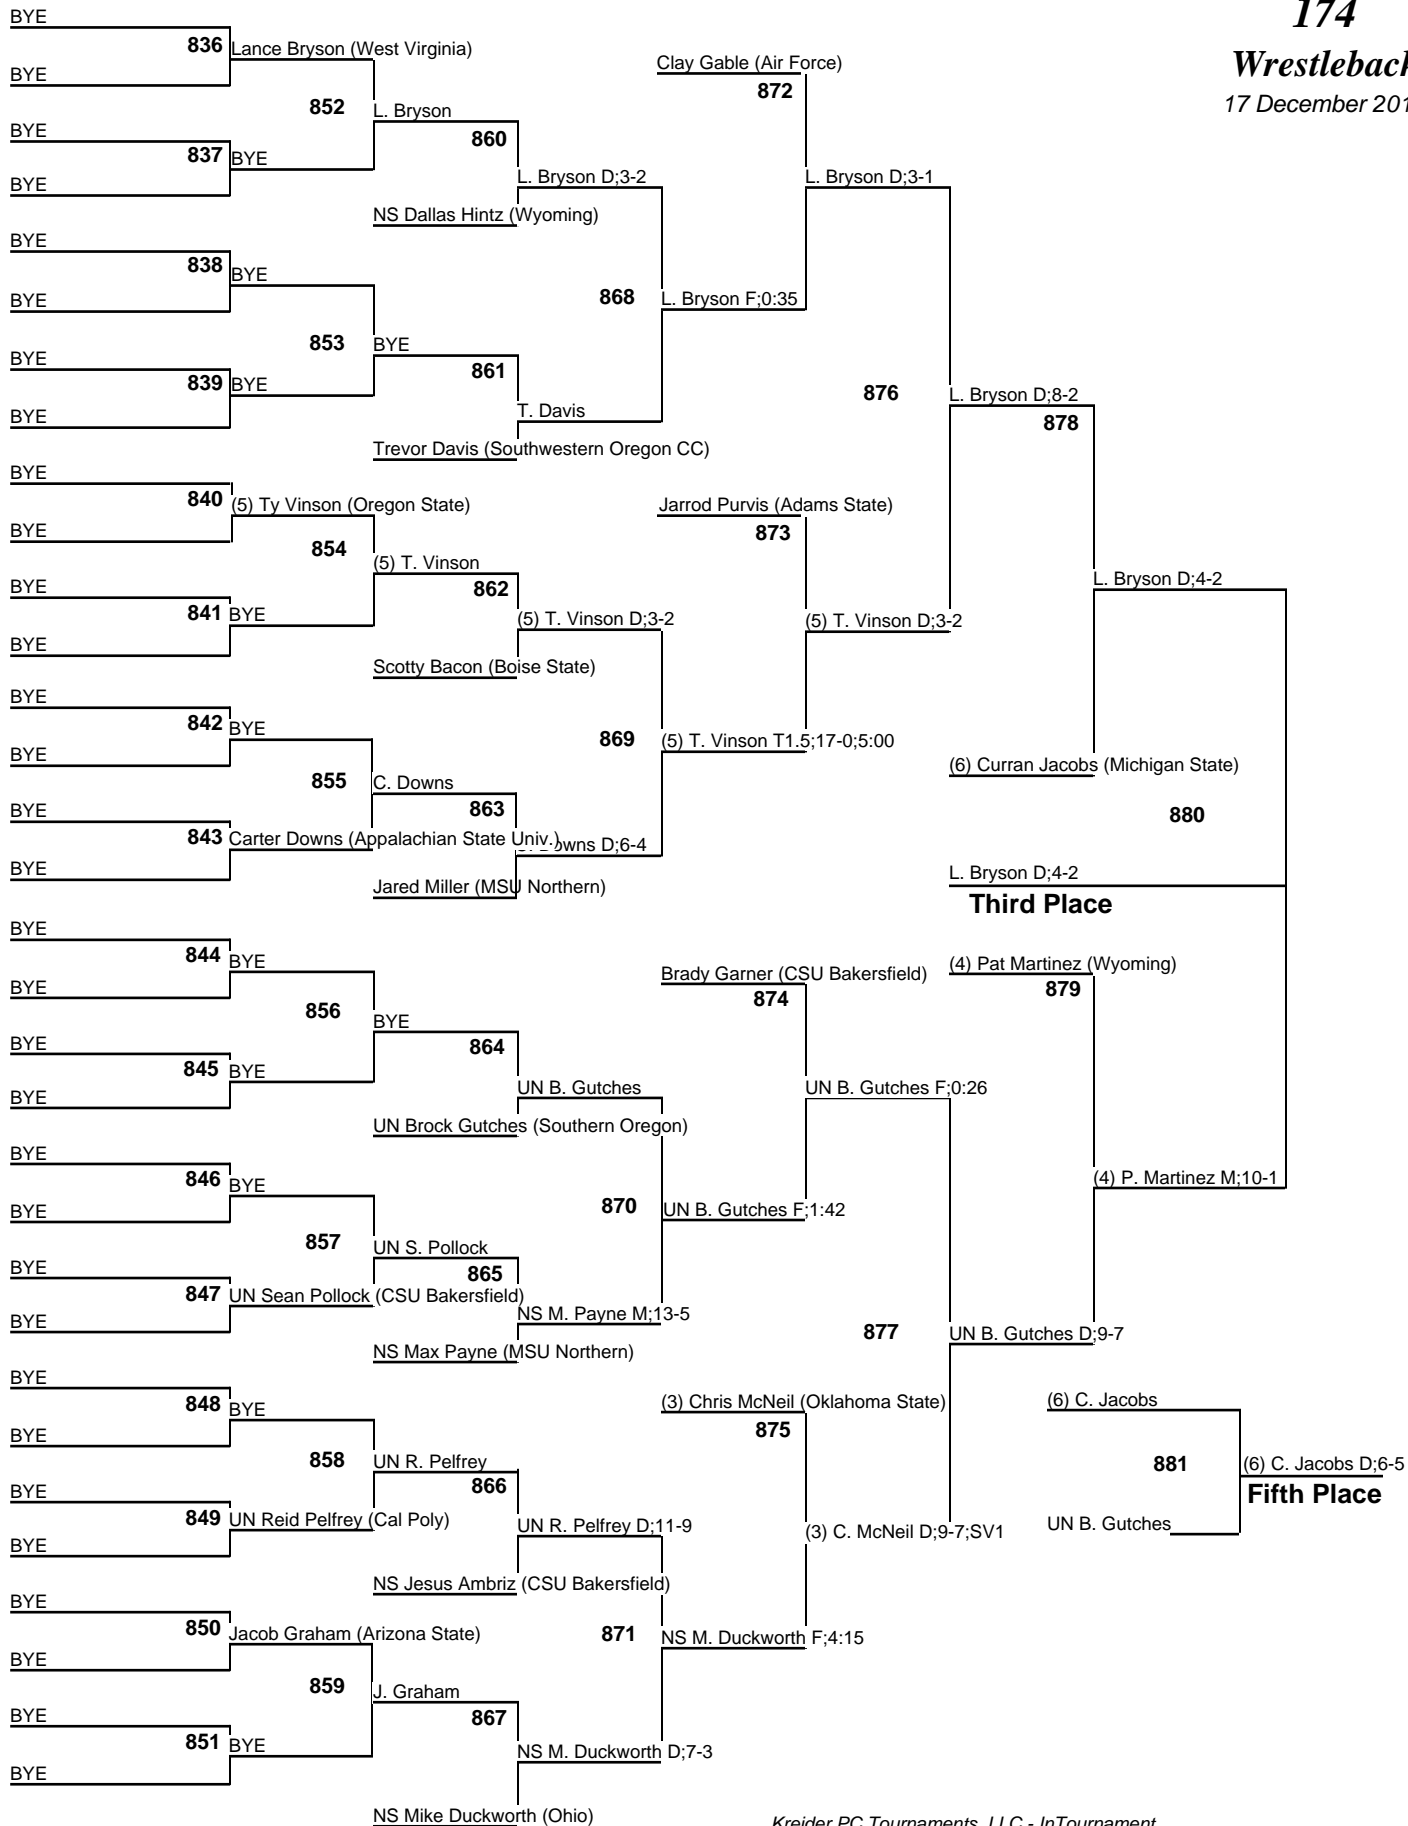 174
Wrestleback
17 December 201
BYE
836 Lance Bryson (West Virginia)
Clay Gable (Air Force)
BYE
872
852 L. Bryson
BYE
860
837 BYE
L. Bryson D;3-2
L. Bryson D;3-1
BYE
NS Dallas Hintz (Wyoming)
BYE
838 BYE
BYE
868 L. Bryson F;0:35
853 BYE
BYE
861
839 BYE
876 L. Bryson D;8-2
BYE
T. Davis
878
Trevor Davis (Southwestern Oregon CC)
BYE
840 (5) Ty Vinson (Oregon State)
Jarrod Purvis (Adams State)
BYE
873
854 (5) T. Vinson
BYE
862
L. Bryson D;4-2
841 BYE
(5) T. Vinson D;3-2
(5) T. Vinson D;3-2
BYE
Scotty Bacon (Boise State)
BYE
842 BYE
BYE
869 (5) T. Vinson T1.5;17-0;5:00
(6) Curran Jacobs (Michigan State)
855 C. Downs
BYE
863
880
843 Carter Downs (Appalachian State Univ.)
wns D;6-4
BYE
Jared Miller (MSU Northern)
L. Bryson D;4-2
Third Place
BYE
844 BYE
Brady Garner (CSU Bakersfield)
(4) Pat Martinez (Wyoming)
BYE
874
879
856 BYE
BYE
864
845 BYE
UN B. Gutches
UN B. Gutches F;0:26
BYE
UN Brock Gutches (Southern Oregon)
BYE
846 BYE
(4) P. Martinez M;10-1
BYE
870 UN B. Gutches F;1:42
857 UN S. Pollock
BYE
865
847 UN Sean Pollock (CSU Bakersfield)
BYE
NS M. Payne M;13-5
877 UN B. Gutches D;9-7
NS Max Payne (MSU Northern)
BYE
848 BYE
(3) Chris McNeil (Oklahoma State)
(6) C. Jacobs
BYE
875
858 UN R. Pelfrey
881 (6) C. Jacobs D;6-5
BYE
866
Fifth Place
849 UN Reid Pelfrey (Cal Poly)
UN R. Pelfrey D;11-9
(3) C. McNeil D;9-7;SV1
UN B. Gutches
BYE
NS Jesus Ambriz (CSU Bakersfield)
BYE
850 Jacob Graham (Arizona State)
871 NS M. Duckworth F;4:15
BYE
859 J. Graham
BYE
867
851 BYE
NS M. Duckworth D;7-3
BYE
NS Mike Duckworth (Ohio)
Kreider PC Tournaments, LLC - InTournament